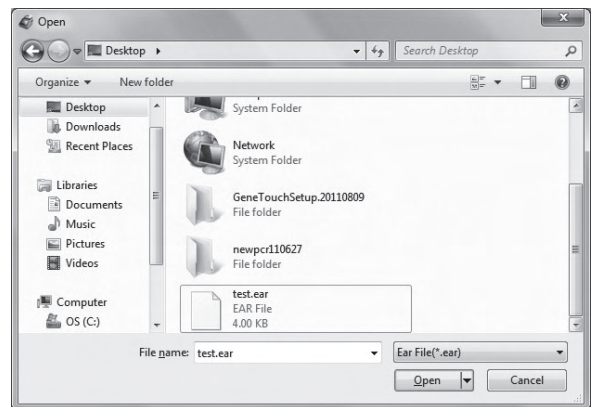 Open
Desktop
Search Desktop
Organize
New folder
Desktop
Downloads
Recent Places
Libraries
Documents
Music
Pictures
Videos
Computer
OS (C:)
System Folder
Network
System Folder
GeneTouchSetup.20110809
File folder
newpcr110627
File folder
test.ear
EAR File
4.00 KB
File name: test.ear
Ear File(*.ear)
Open
Cancel